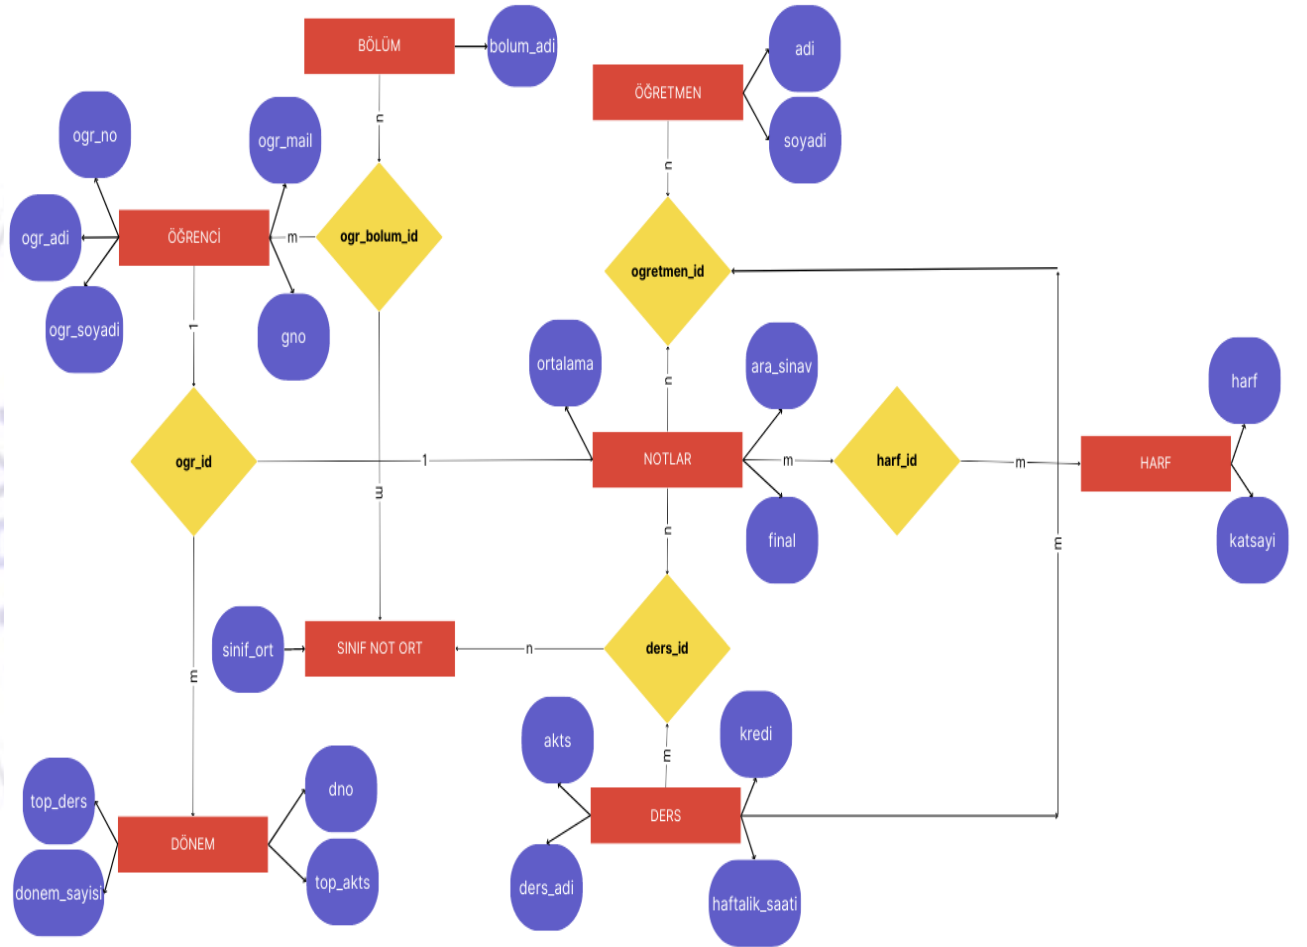 BÖLÜM
bolum_adi
ÖĞRETMEN
adi
soyadi
n
n
ogr_no
ogr_mail
ogr_adi
ÖĞRENCİ
m
ogr_bolum_id
ogr_soyadi
gno
ogretmen_id
1
n
ortalama
ara_sinav
harf
ogr_id
1
NOTLAR
m
harf_id
m
HARF
m
n
final
katsayi
m
sinif_ort
SINIF NOT ORT
n
ders_id
m
akts
kredi
m
top_ders
dno
DÖNEM
DERS
donem_sayisi
top_akts
ders_adi
haftalik_saati